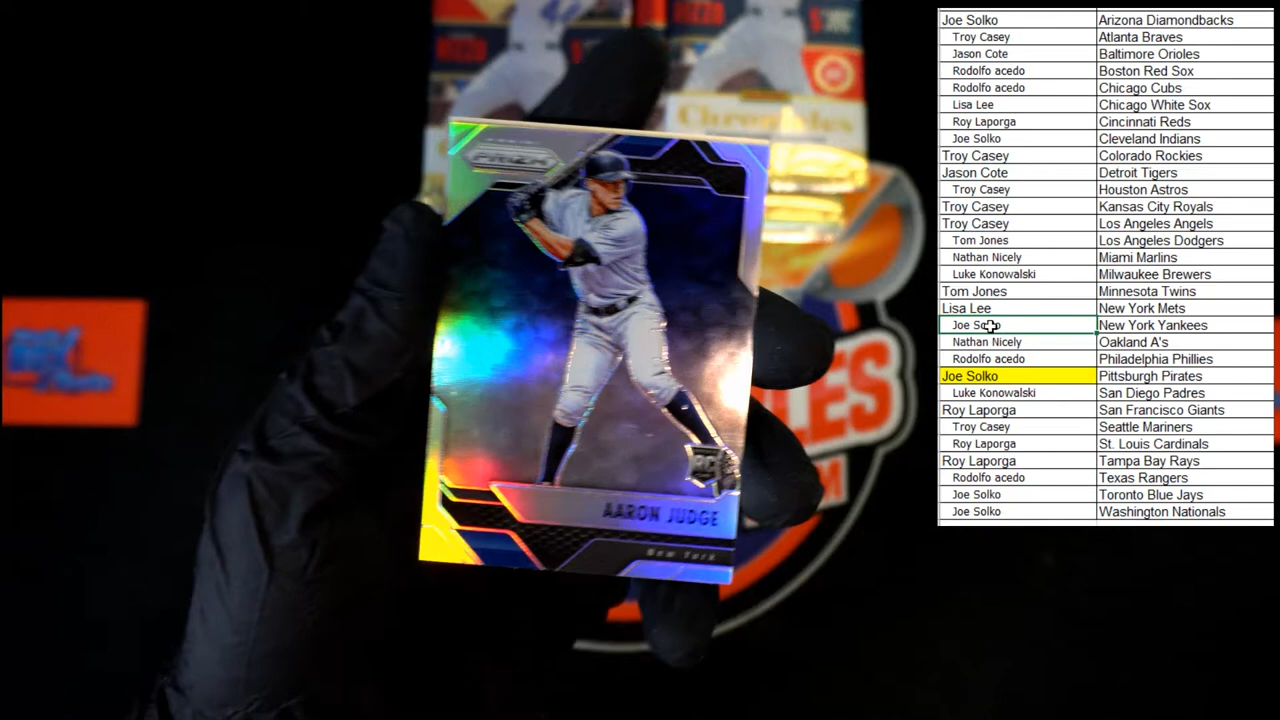 Chronicles
PRIZM
RC
AARON JUDGE
New York
LES
M
Joe Solko Arizona Diamondbacks
Troy Casey Atlanta Braves
Jason Cote Baltimore Orioles
Rodolfo acedo Boston Red Sox
Rodolfo acedo Chicago Cubs
Lisa Lee Chicago White Sox
Roy Laporga Cincinnati Reds
Joe Solko Cleveland Indians
Troy Casey Colorado Rockies
Jason Cote Detroit Tigers
Troy Casey Houston Astros
Troy Casey Kansas City Royals
Troy Casey Los Angeles Angels
Tom Jones Los Angeles Dodgers
Nathan Nicely Miami Marlins
Luke Konowalski Milwaukee Brewers
Tom Jones Minnesota Twins
Lisa Lee New York Mets
Joe Solko New York Yankees
Nathan Nicely Oakland A's
Rodolfo acedo Philadelphia Phillies
Joe Solko Pittsburgh Pirates
Luke Konowalski San Diego Padres
Roy Laporga San Francisco Giants
Troy Casey Seattle Mariners
Roy Laporga St. Louis Cardinals
Roy Laporga Tampa Bay Rays
Rodolfo acedo Texas Rangers
Joe Solko Toronto Blue Jays
Joe Solko Washington Nationals